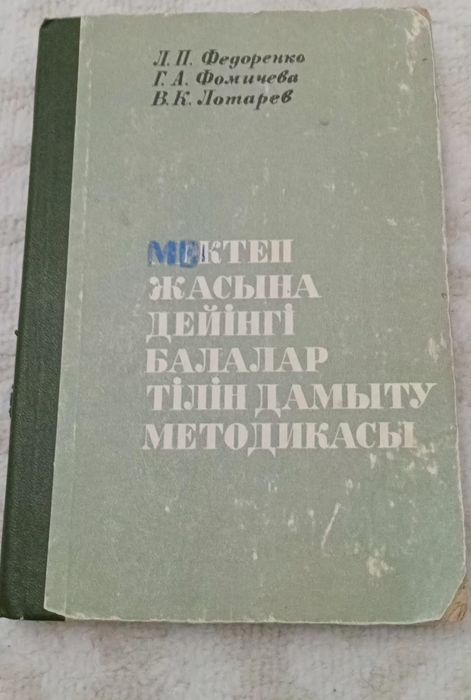 Л. П. Федоренко
Г. А. Фомичева
В. К. Лотарев
МЕКТЕП
ЖАСЫНА
ДЕЙІНГІ
БАЛАЛАР
ТІЛІН ДАМЫТУ
МЕТОДИКАСЫ